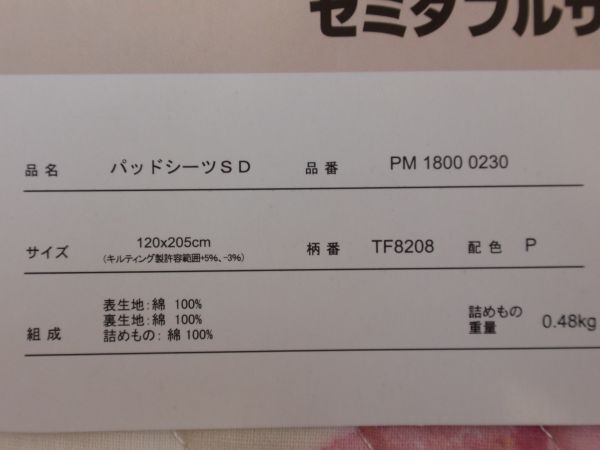 セミダブルサ
品名 パッドシーツSD 品番 PM 1800 0230
サイズ 120x205cm 柄番 TF8208 配色 P
(キルティング製許容範囲+5%、-3%)
表生地:綿 100%
裏生地:綿 100%
組成 詰めもの: 綿 100%
詰めもの
重量 0.48kg